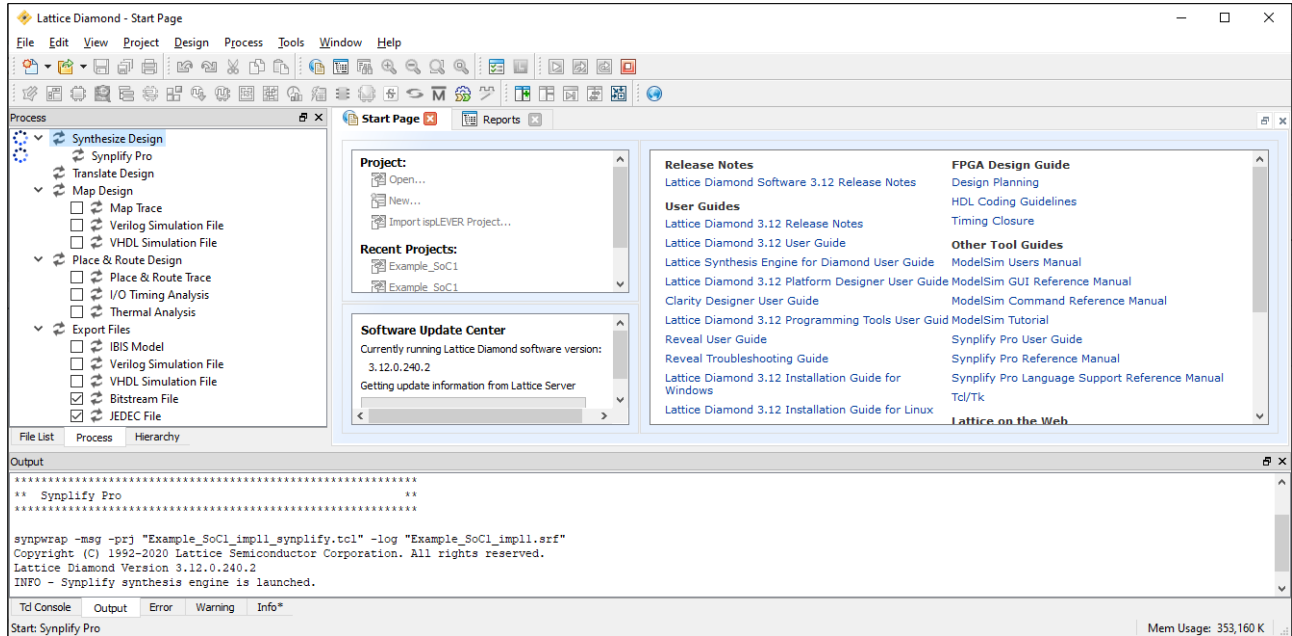 Lattice Diamond - Start Page
File Edit View Project Design Process Tools Window Help
Process
Synthesize Design
Synplify Pro
Translate Design
Map Design
Map Trace
Verilog Simulation File
VHDL Simulation File
Place & Route Design
Place & Route Trace
I/O Timing Analysis
Thermal Analysis
Export Files
IBIS Model
Verilog Simulation File
VHDL Simulation File
Bitstream File
JEDEC File
File List Process Hierarchy
Start Page Reports
Project:
Open...
New...
Import ispLEVER Project...
Recent Projects:
Example_SoC1
Example_SoC1
Software Update Center
Currently running Lattice Diamond software version:
3.12.0.240.2
Getting update information from Lattice Server
Release Notes
Lattice Diamond Software 3.12 Release Notes
User Guides
Lattice Diamond 3.12 Release Notes
Lattice Diamond 3.12 User Guide
Lattice Synthesis Engine for Diamond User Guide
Lattice Diamond 3.12 Platform Designer User Guide
Clarity Designer User Guide
Lattice Diamond 3.12 Programming Tools User Guid
Reveal User Guide
Reveal Troubleshooting Guide
Lattice Diamond 3.12 Installation Guide for
Windows
Lattice Diamond 3.12 Installation Guide for Linux
FPGA Design Guide
Design Planning
HDL Coding Guidelines
Timing Closure
Other Tool Guides
ModelSim Users Manual
ModelSim GUI Reference Manual
ModelSim Command Reference Manual
ModelSim Tutorial
Synplify Pro User Guide
Synplify Pro Reference Manual
Synplify Pro Language Support Reference Manual
Tcl/Tk
Lattice on the Web
Output
************************************************************
** Synplify Pro **
************************************************************
synpwrap -msg -prj "Example_SoC1_impl1_synplify.tcl" -log "Example_SoC1_impl1.srf"
Copyright (C) 1992-2020 Lattice Semiconductor Corporation. All rights reserved.
Lattice Diamond Version 3.12.0.240.2
INFO - Synplify synthesis engine is launched.
Tcl Console Output Error Warning Info*
Start: Synplify Pro
Mem Usage: 353,160 K